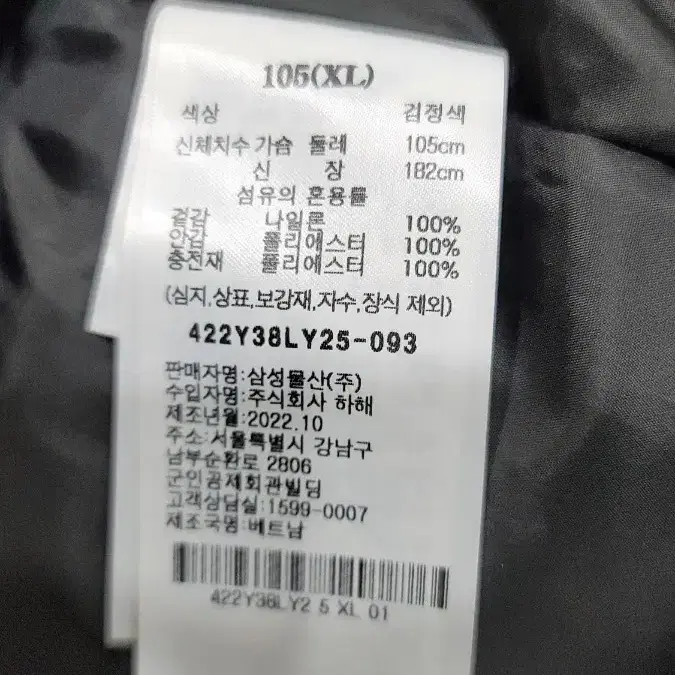 105(XL)
색상 검정색
신체치수 가슴 둘레 105cm
신 장 182cm
섬유의 혼용률
겉감 나일론 100%
안감 폴리에스터 100%
충전재 폴리에스터 100%
(심지,상표,보강재,자수,장식 제외)
422Y38LY25-093
판매자명:삼성물산(주)
수입자명:주식회사 하해
제조년월:2022.10
주소:서울특별시 강남구
남부순환로 2806
군인공제회관빌딩
고객상담실:1599-0007
제조국명:베트남
422Y38LY2 5 XL 01